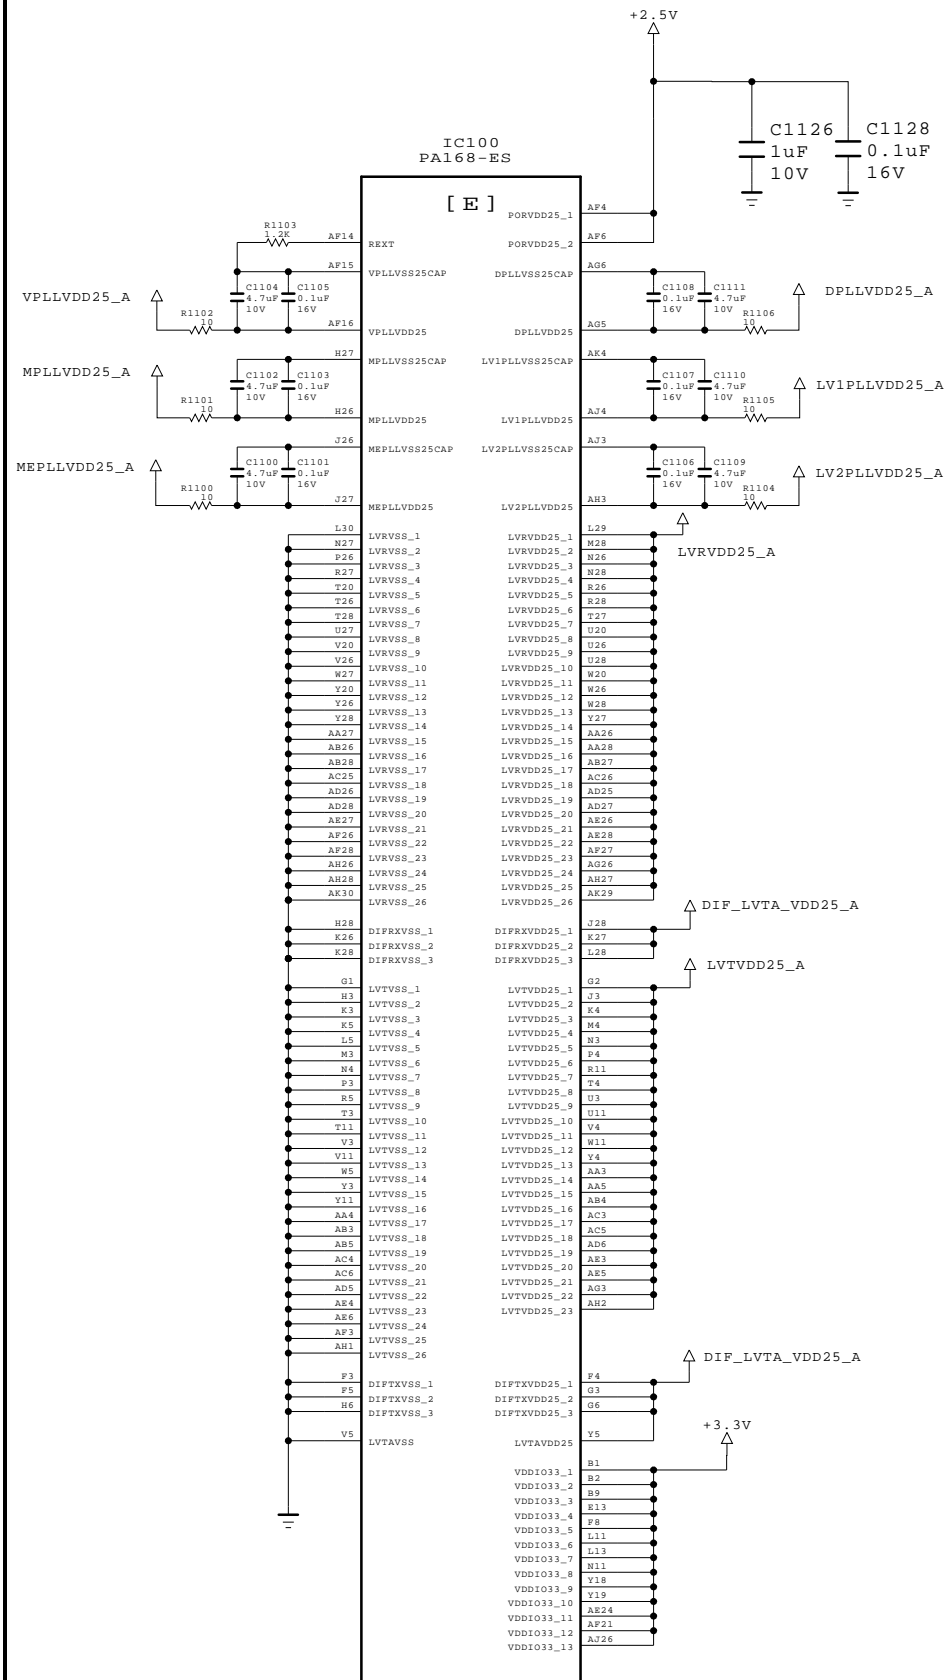 +2.5V
C1126
1uF
10V
C1128
0.1uF
16V
IC100
PA168-ES
[E]
PORVDD25_1 AF4
R1103
1.2K
AF14 REXT PORVDD25_2 AF6
AF15 VPLLVSS25CAP DPLLVSS25CAP AG6
VPLLVDD25_A
C1104
4.7uF
10V
C1105
0.1uF
16V
C1108
0.1uF
16V
C1111
4.7uF
10V
DPLLVDD25_A
R1102
10
R1106
10
AF16 VPLLVDD25 DPLLVDD25 AG5
H27 MPLLVSS25CAP LV1PLLVSS25CAP AK4
MPLLVDD25_A
C1102
4.7uF
10V
C1103
0.1uF
16V
C1107
0.1uF
16V
C1110
4.7uF
10V
LV1PLLVDD25_A
R1101
10
R1105
10
H26 MPLLVDD25 LV1PLLVDD25 AJ4
J26 MEPLLVSS25CAP LV2PLLVSS25CAP AJ3
MEPLLVDD25_A
C1100
4.7uF
10V
C1101
0.1uF
16V
C1106
0.1uF
16V
C1109
4.7uF
10V
LV2PLLVDD25_A
R1100
10
R1104
10
J27 MEPLLVDD25 LV2PLLVDD25 AH3
L30 LVRVSS_1 LVRVDD25_1 L29
LVRVDD25_A
N27 LVRVSS_2 LVRVDD25_2 M28
P26 LVRVSS_3 LVRVDD25_3 N26
R27 LVRVSS_4 LVRVDD25_4 N28
T20 LVRVSS_5 LVRVDD25_5 R26
T26 LVRVSS_6 LVRVDD25_6 R28
T28 LVRVSS_7 LVRVDD25_7 T27
U27 LVRVSS_8 LVRVDD25_8 U20
V20 LVRVSS_9 LVRVDD25_9 U26
V26 LVRVSS_10 LVRVDD25_10 U28
W27 LVRVSS_11 LVRVDD25_11 W20
Y20 LVRVSS_12 LVRVDD25_12 W26
Y26 LVRVSS_13 LVRVDD25_13 W28
Y28 LVRVSS_14 LVRVDD25_14 Y27
AA27 LVRVSS_15 LVRVDD25_15 AA26
AB26 LVRVSS_16 LVRVDD25_16 AA28
AB28 LVRVSS_17 LVRVDD25_17 AB27
AC25 LVRVSS_18 LVRVDD25_18 AC26
AD26 LVRVSS_19 LVRVDD25_19 AD25
AD28 LVRVSS_20 LVRVDD25_20 AD27
AE27 LVRVSS_21 LVRVDD25_21 AE26
AF26 LVRVSS_22 LVRVDD25_22 AE28
AF28 LVRVSS_23 LVRVDD25_23 AF27
AH26 LVRVSS_24 LVRVDD25_24 AG26
AH28 LVRVSS_25 LVRVDD25_25 AH27
AK30 LVRVSS_26 LVRVDD25_26 AK29
DIF_LVTA_VDD25_A
H28 DIFRXVSS_1 DIFRXVDD25_1 J28
K26 DIFRXVSS_2 DIFRXVDD25_2 K27
K28 DIFRXVSS_3 DIFRXVDD25_3 L28
LVTVDD25_A
G1 LVTVSS_1 LVTVDD25_1 G2
H3 LVTVSS_2 LVTVDD25_2 J3
K3 LVTVSS_3 LVTVDD25_3 K4
K5 LVTVSS_4 LVTVDD25_4 M4
L5 LVTVSS_5 LVTVDD25_5 N3
M3 LVTVSS_6 LVTVDD25_6 P4
N4 LVTVSS_7 LVTVDD25_7 R11
P3 LVTVSS_8 LVTVDD25_8 T4
R5 LVTVSS_9 LVTVDD25_9 U3
T3 LVTVSS_10 LVTVDD25_10 U11
T11 LVTVSS_11 LVTVDD25_11 V4
V3 LVTVSS_12 LVTVDD25_12 W11
V11 LVTVSS_13 LVTVDD25_13 Y4
W5 LVTVSS_14 LVTVDD25_14 AA3
Y3 LVTVSS_15 LVTVDD25_15 AA5
Y11 LVTVSS_16 LVTVDD25_16 AB4
AA4 LVTVSS_17 LVTVDD25_17 AC3
AB3 LVTVSS_18 LVTVDD25_18 AC5
AB5 LVTVSS_19 LVTVDD25_19 AD6
AC4 LVTVSS_20 LVTVDD25_20 AE3
AC6 LVTVSS_21 LVTVDD25_21 AE5
AD5 LVTVSS_22 LVTVDD25_22 AG3
AE4 LVTVSS_23 LVTVDD25_23 AH2
AE6 LVTVSS_24
AF3 LVTVSS_25
AH1 LVTVSS_26
DIF_LVTA_VDD25_A
F3 DIFTXVSS_1 DIFTXVDD25_1 F4
F5 DIFTXVSS_2 DIFTXVDD25_2 G3
H6 DIFTXVSS_3 DIFTXVDD25_3 G6
+3.3V
V5 LVTAVSS LVTAVDD25 Y5
VDDIO33_1 B1
VDDIO33_2 B2
VDDIO33_3 B9
VDDIO33_4 E13
VDDIO33_5 F8
VDDIO33_6 L11
VDDIO33_7 L13
VDDIO33_8 N11
VDDIO33_9 Y18
VDDIO33_10 Y19
VDDIO33_11 AE24
VDDIO33_12 AF21
VDDIO33_13 AJ26